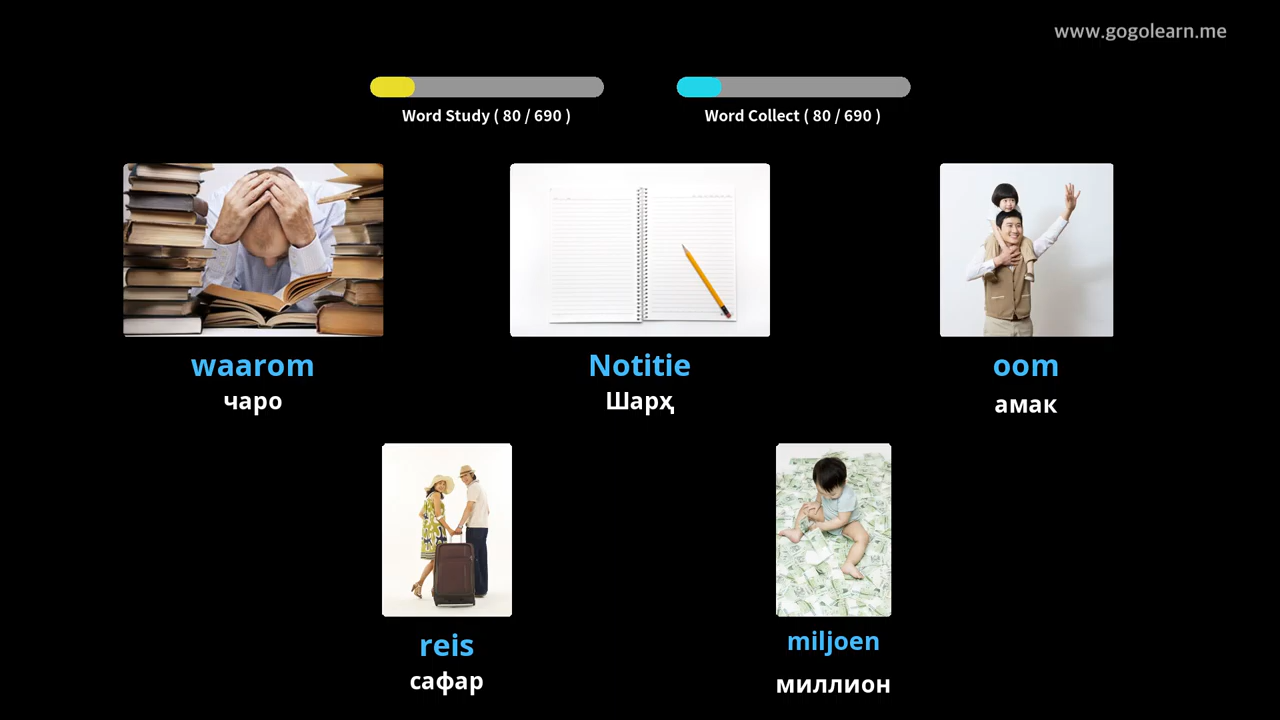 www.gogolearn.me
Word Study ( 80 / 690 )
Word Collect ( 80 / 690 )
waarom
чаро
Notitie
Шарҳ
oom
амак
reis
сафар
miljoen
миллион